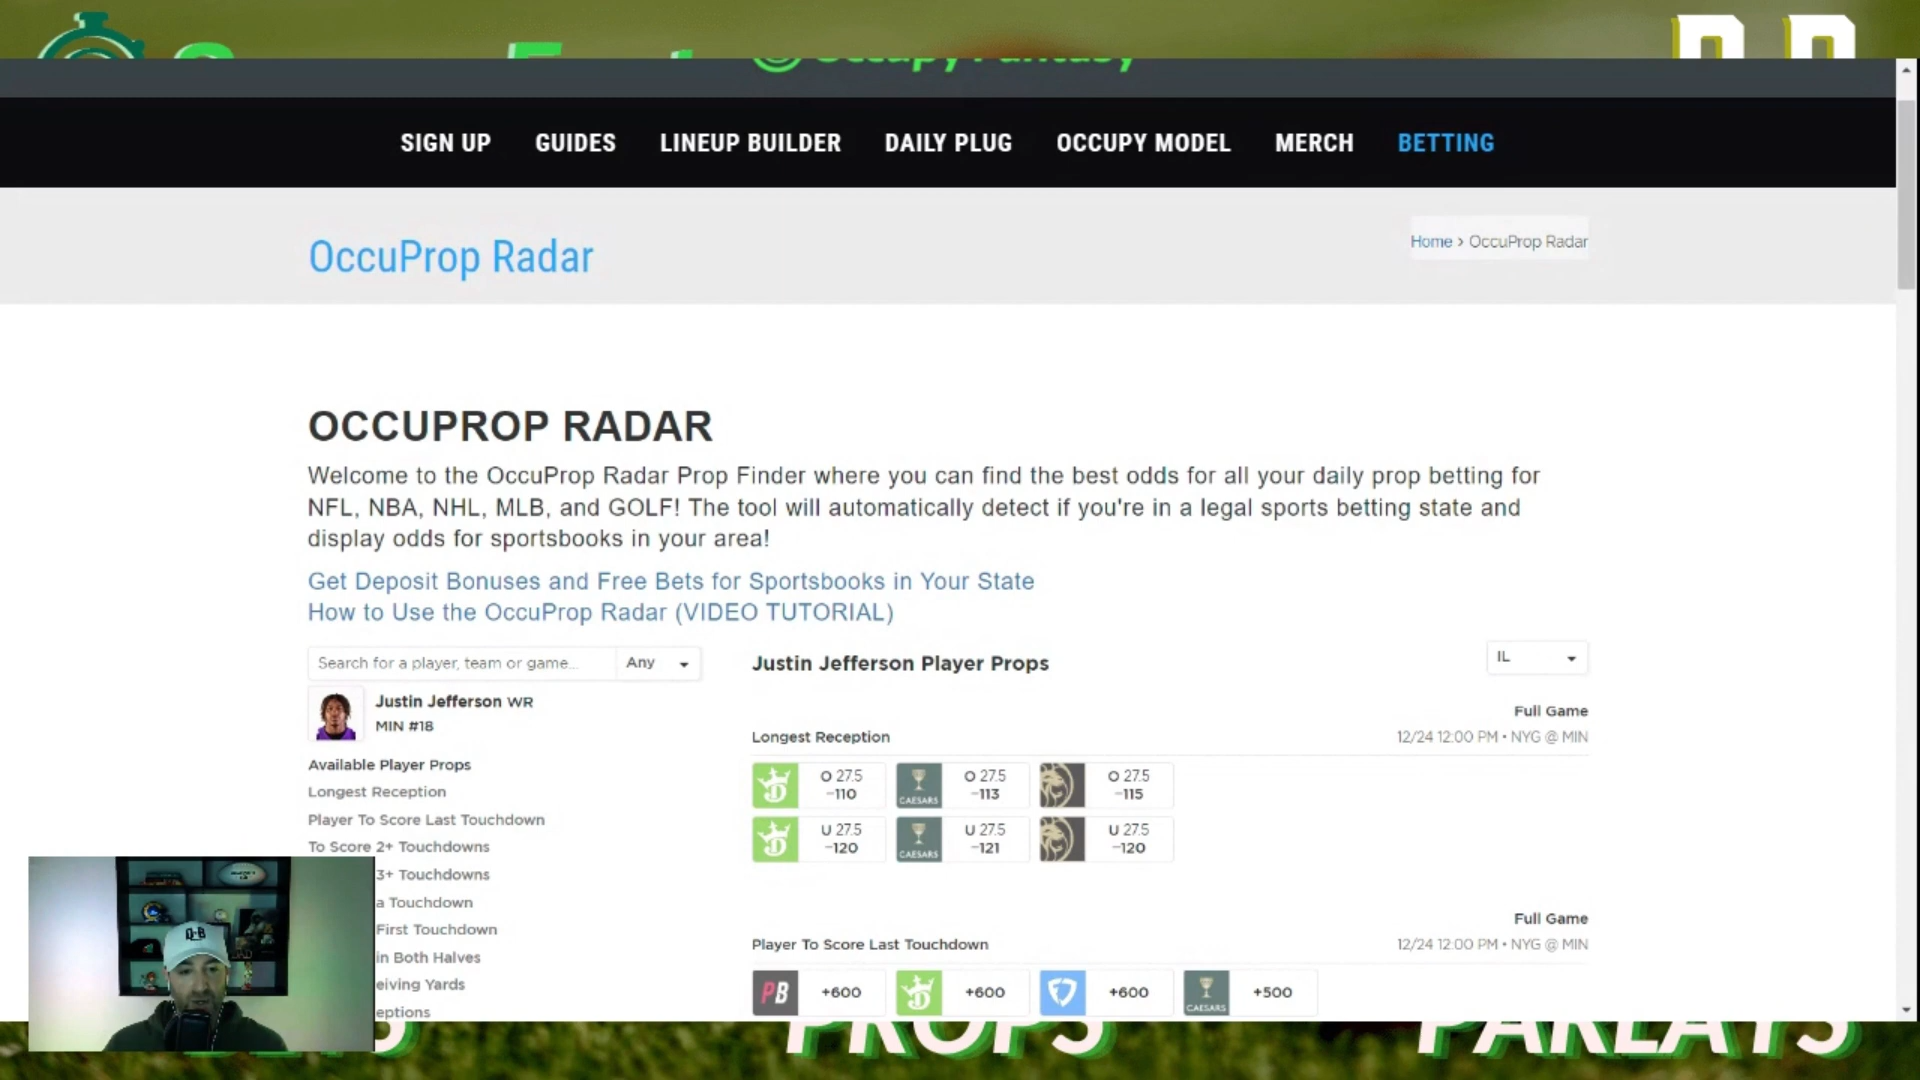 Occupy Fantasy
SIGN UP GUIDES LINEUP BUILDER DAILY PLUG OCCUPY MODEL MERCH BETTING
OccuProp Radar
Home > OccuProp Radar
OCCUPROP RADAR
Welcome to the OccuProp Radar Prop Finder where you can find the best odds for all your daily prop betting for
NFL, NBA, NHL, MLB, and GOLF! The tool will automatically detect if you're in a legal sports betting state and
display odds for sportsbooks in your area!
Get Deposit Bonuses and Free Bets for Sportsbooks in Your State
How to Use the OccuProp Radar (VIDEO TUTORIAL)
Search for a player, team or game... Any
Justin Jefferson WR
MIN #18
Available Player Props
Longest Reception
Player To Score Last Touchdown
To Score 2+ Touchdowns
3+ Touchdowns
a Touchdown
First Touchdown
in Both Halves
eiving Yards
eptions
Justin Jefferson Player Props
IL
Full Game
Longest Reception 12/24 12:00 PM • NYG @ MIN
O 27.5 CAESARS O 27.5 O 27.5
-110 -113 -115
U 27.5 CAESARS U 27.5 U 27.5
-120 -121 -120
Full Game
Player To Score Last Touchdown 12/24 12:00 PM • NYG @ MIN
PB +600 +600 +600 CAESARS +500
PROPS PARLAYS